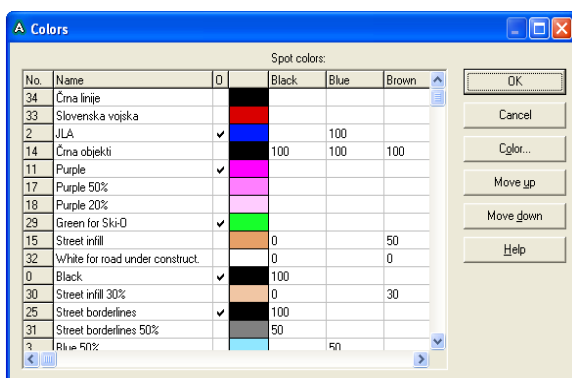 Colors
Spot colors:
No. Name O Black Blue Brown
34 Črna linije
33 Slovenska vojska
2 JLA ✔ 100
14 Črna objekti 100 100 100
11 Purple ✔
17 Purple 50%
18 Purple 20%
29 Green for Ski-O ✔
15 Street infill 0 50
32 White for road under construct. 0 0
0 Black ✔ 100
30 Street infill 30% 0 30
25 Street borderlines ✔ 100
31 Street borderlines 50% 50
3 Blue 50% 50
OK
Cancel
Color...
Move up
Move down
Help